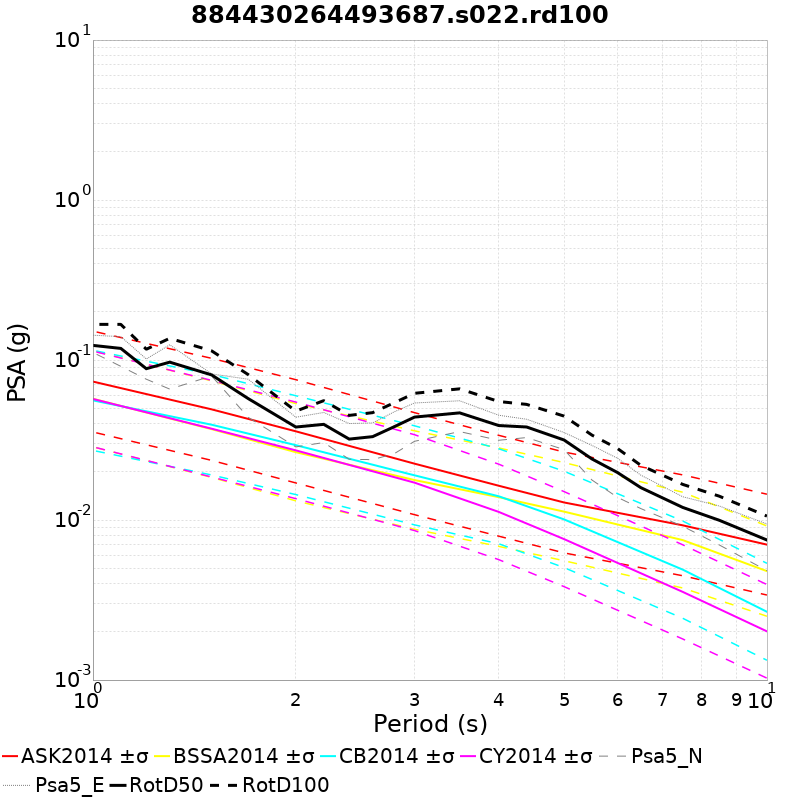 884430264493687.s022.rd100
10^1
10^0
10^-1
10^-2
10^-3
PSA (g)
10^0 2 3 4 5 6 7 8 9 10^1
Period (s)
ASK2014 ±σ BSSA2014 ±σ CB2014 ±σ CY2014 ±σ Psa5_N
Psa5_E RotD50 RotD100